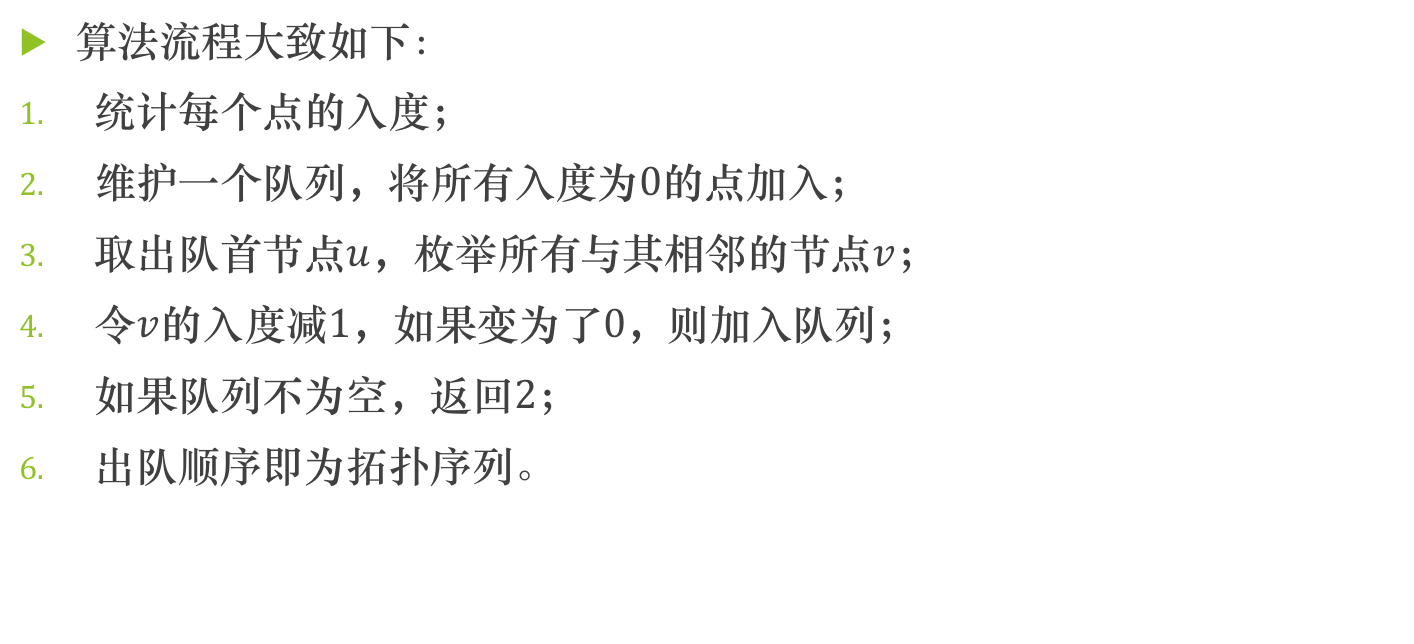 ▶ 算法流程大致如下:
1. 统计每个点的入度;
2. 维护一个队列，将所有入度为0的点加入;
3. 取出队首节点u，枚举所有与其相邻的节点v;
4. 令v的入度减1，如果变为了0，则加入队列;
5. 如果队列不为空，返回2;
6. 出队顺序即为拓扑序列。